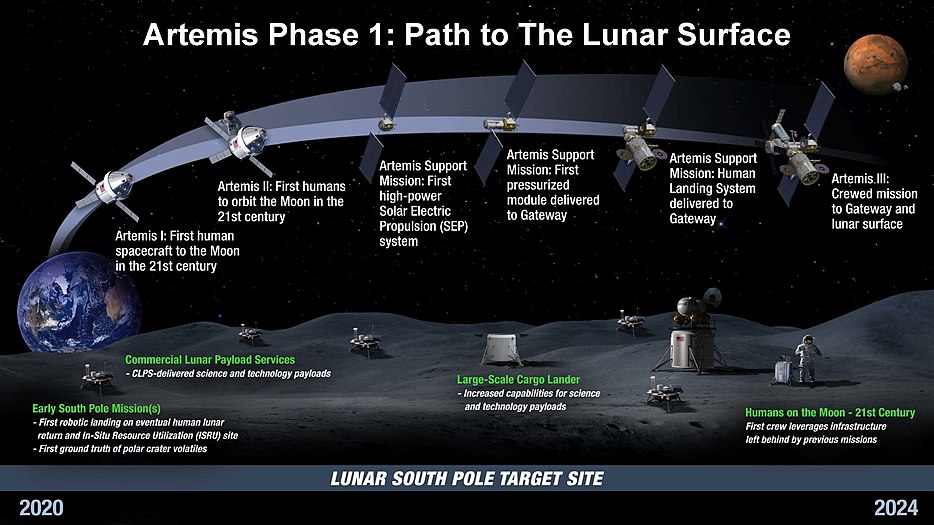 Artemis Phase 1: Path to The Lunar Surface
Artemis I: First human
spacecraft to the Moon
in the 21st century
Artemis II: First humans
to orbit the Moon in the
21st century
Artemis Support
Mission: First
high-power
Solar Electric
Propulsion (SEP)
system
Artemis Support
Mission: First
pressurized
module delivered
to Gateway
Artemis Support
Mission: Human
Landing System
delivered to
Gateway
Artemis III:
Crewed mission
to Gateway and
lunar surface
Commercial Lunar Payload Services
- CLPS-delivered science and technology payloads
Early South Pole Mission(s)
- First robotic landing on eventual human lunar
return and In-Situ Resource Utilization (ISRU) site
- First ground truth of polar crater volatiles
Large-Scale Cargo Lander
- Increased capabilities for science
and technology payloads
Humans on the Moon - 21st Century
First crew leverages infrastructure
left behind by previous missions
LUNAR SOUTH POLE TARGET SITE
2020
2024